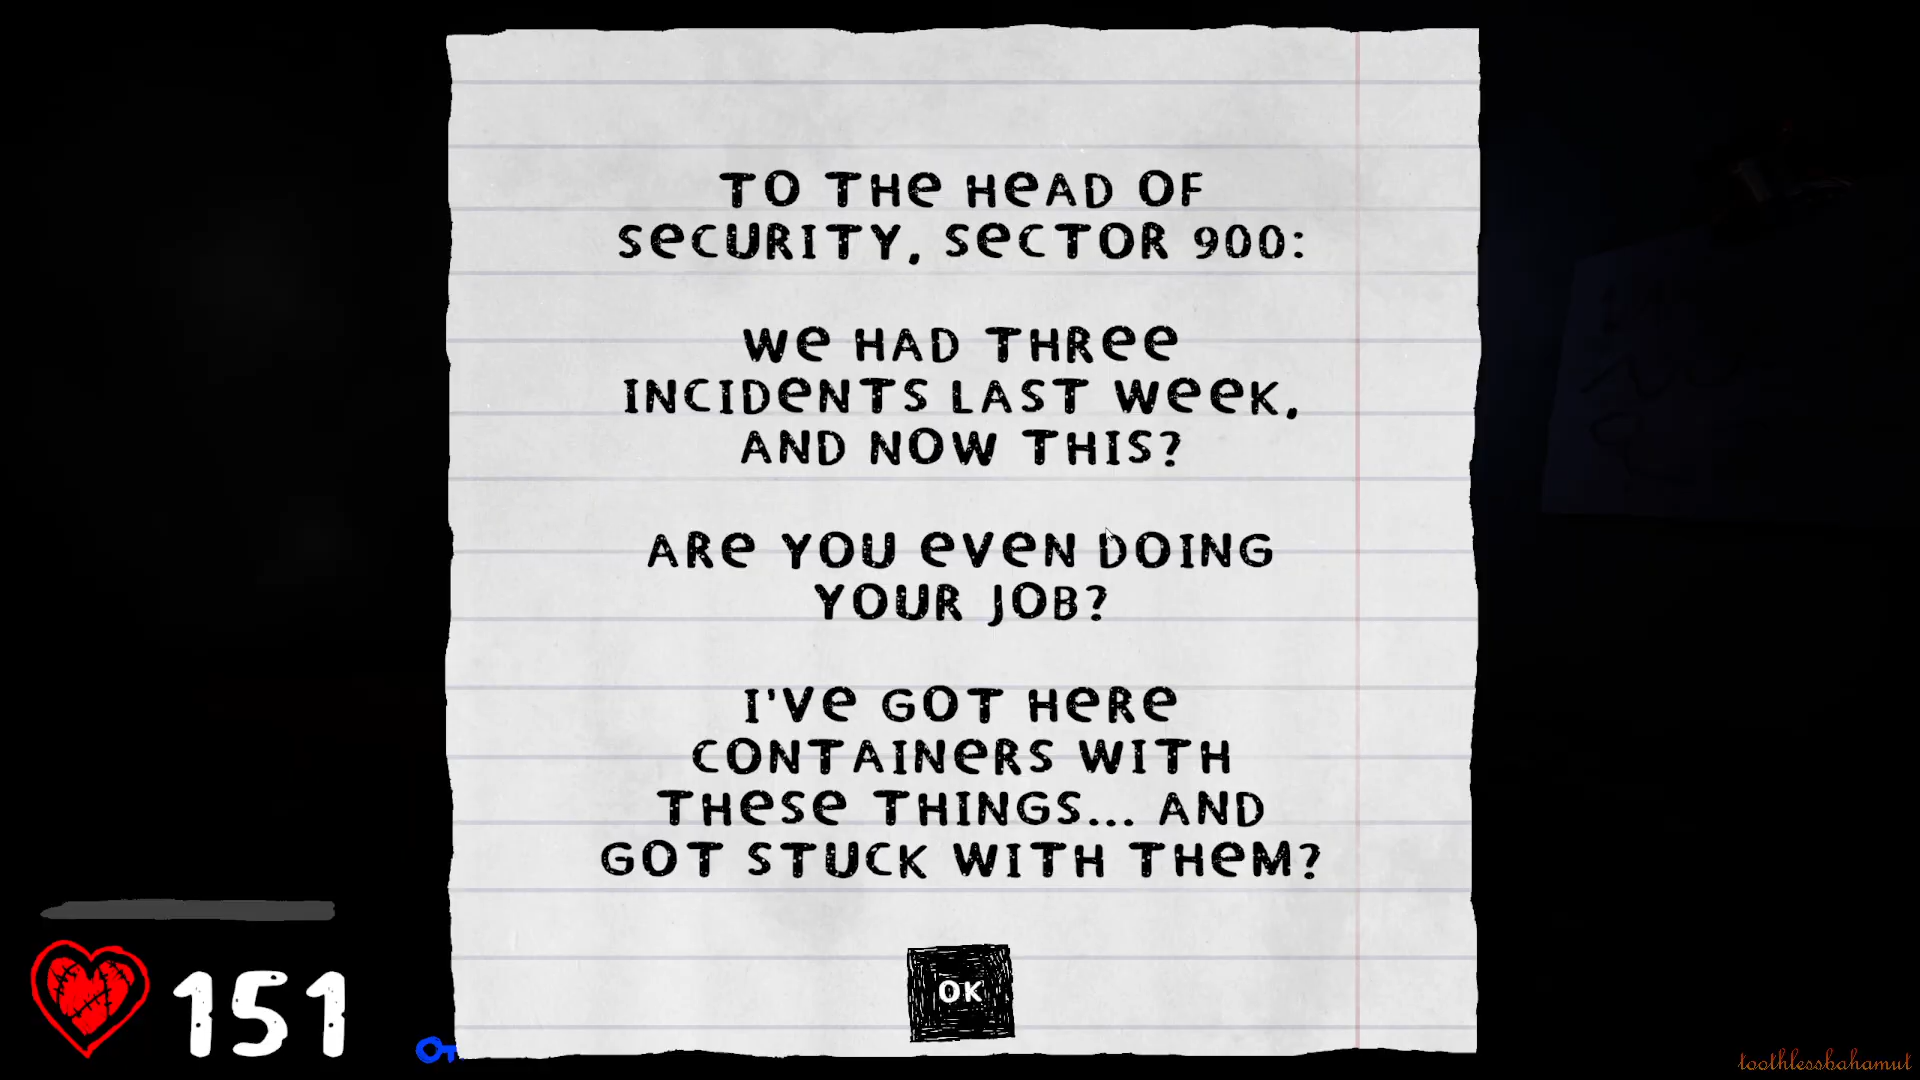 TO THe HeAD OF
SeCURITY, SeCTOR 900:
We HAD THRee
INCIDeNTS LAST WeeK,
AND NOW THIS?
ARe YOU eVeN DOING
YOUR JOB?
I'Ve GOT HeRe
CONTAINeRS WITH
THeSe THINGS... AND
GOT STUCK WITH THeM?
OK
151
toothlessbahamut